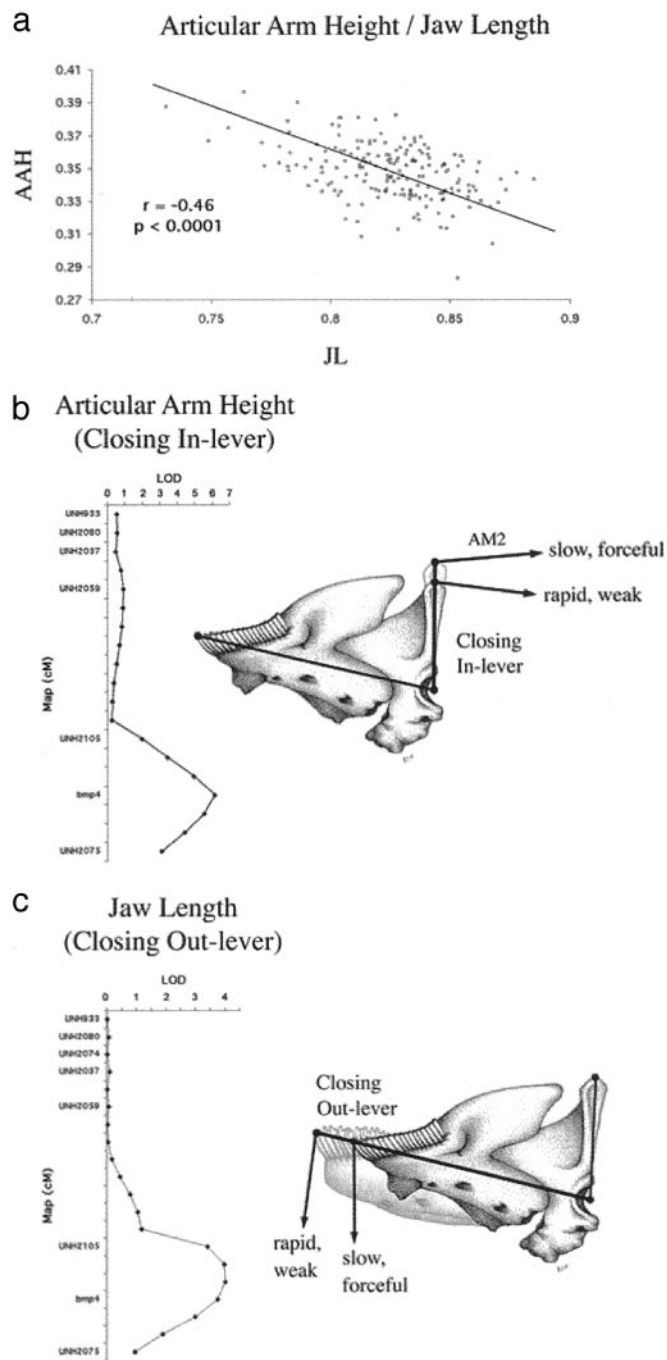 a
Articular Arm Height / Jaw Length
0.41
0.39
0.37
0.35
0.33
0.31
0.29
0.27
AAH
r = -0.46
p < 0.0001
0.7 0.75 0.8 0.85 0.9
JL
b
Articular Arm Height
(Closing In-lever)
LOD
0 1 2 3 4 5 6 7
UNH933
UNH2080
UNH2037
UNH2059
UNH2105
bmp4
UNH2075
Map (cM)
AM2
slow, forceful
rapid, weak
Closing
In-lever
c
Jaw Length
(Closing Out-lever)
LOD
0 1 2 3 4
UNH933
UNH2080
UNH2074
UNH2037
UNH2059
UNH2105
bmp4
UNH2075
Map (cM)
Closing
Out-lever
rapid,
weak
slow,
forceful